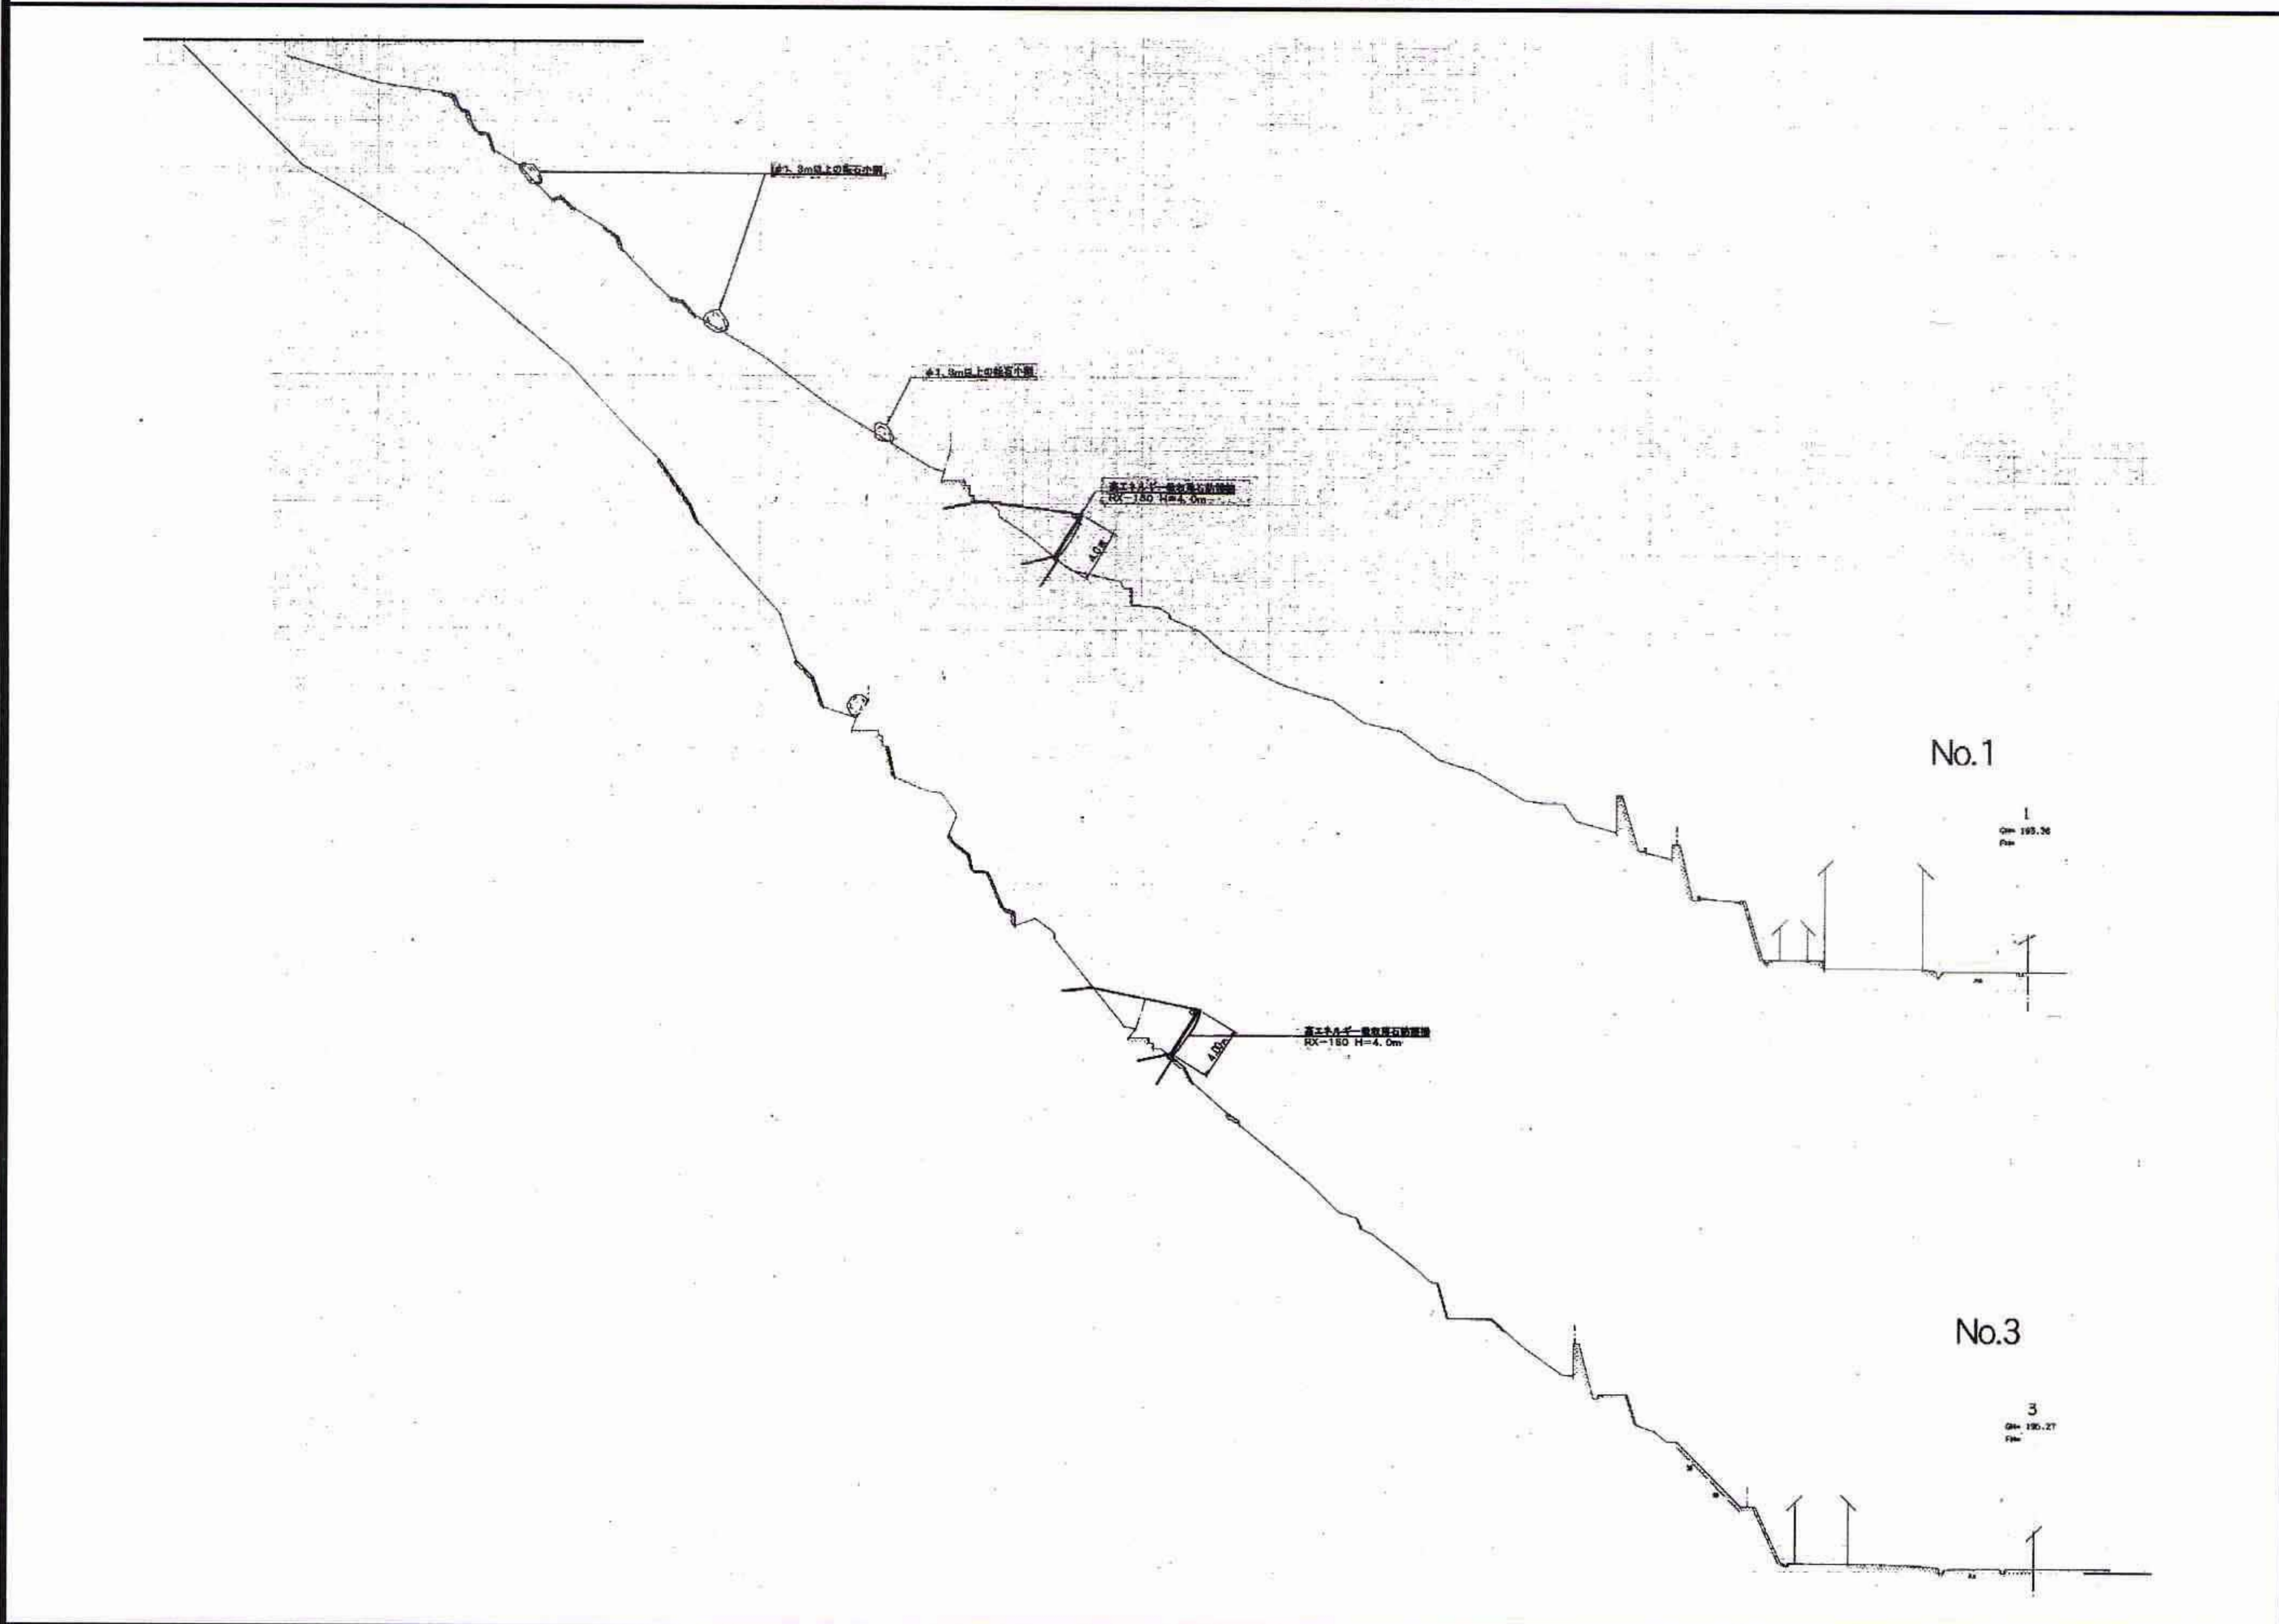 φ1.3m以上の転石小割
φ1.3m以上の転石小割
高エネルギー吸収落石防護柵
RX-150 H=4.0m
4.0m
No.1
1
GH= 193.36
FH=
高エネルギー吸収落石防護柵
RX-150 H=4.0m
4.00m
No.3
3
GH= 195.27
FH=